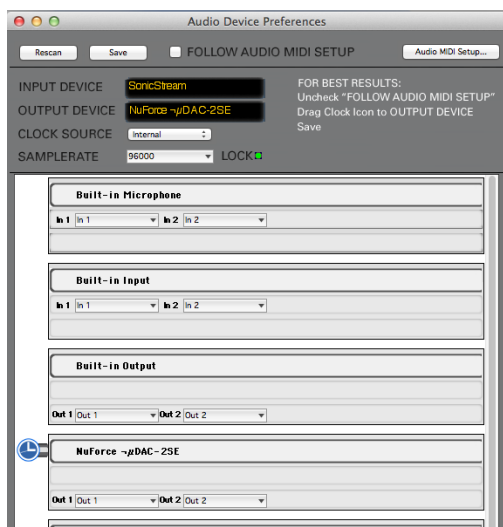 Audio Device Preferences
Rescan Save FOLLOW AUDIO MIDI SETUP Audio MIDI Setup...
INPUT DEVICE SonicStream
OUTPUT DEVICE NuForce ¬µDAC-2SE
CLOCK SOURCE Internal
SAMPLERATE 96000 LOCK
FOR BEST RESULTS:
Uncheck “FOLLOW AUDIO MIDI SETUP”
Drag Clock Icon to OUTPUT DEVICE
Save
Built-in Microphone
In 1 In 1 In 2 In 2
Built-in Input
In 1 In 1 In 2 In 2
Built-in Output
Out 1 Out 1 Out 2 Out 2
NuForce ¬µDAC-2SE
Out 1 Out 1 Out 2 Out 2